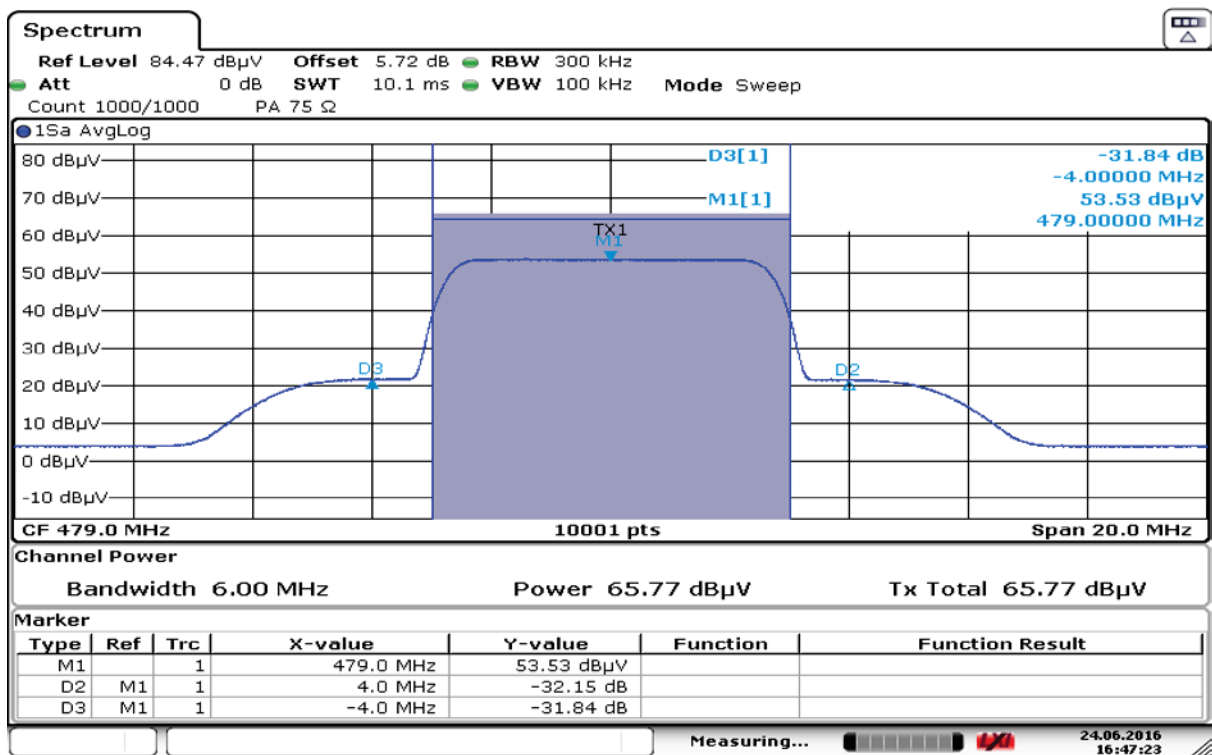 Spectrum
Ref Level 84.47 dBµV Offset 5.72 dB RBW 300 kHz
Att 0 dB SWT 10.1 ms VBW 100 kHz Mode Sweep
Count 1000/1000 PA 75 Ω
1Sa AvgLog
80 dBµV D3[1] -31.84 dB
-4.00000 MHz
70 dBµV M1[1] 53.53 dBµV
479.00000 MHz
60 dBµV TX1
M1
50 dBµV
40 dBµV
30 dBµV
D3 D2
20 dBµV
10 dBµV
0 dBµV
-10 dBµV
CF 479.0 MHz 10001 pts Span 20.0 MHz
Channel Power
Bandwidth 6.00 MHz Power 65.77 dBµV Tx Total 65.77 dBµV
Marker
Type Ref Trc X-value Y-value Function Function Result
M1 1 479.0 MHz 53.53 dBµV
D2 M1 1 4.0 MHz -32.15 dB
D3 M1 1 -4.0 MHz -31.84 dB
Measuring... LXI 24.06.2016
16:47:23